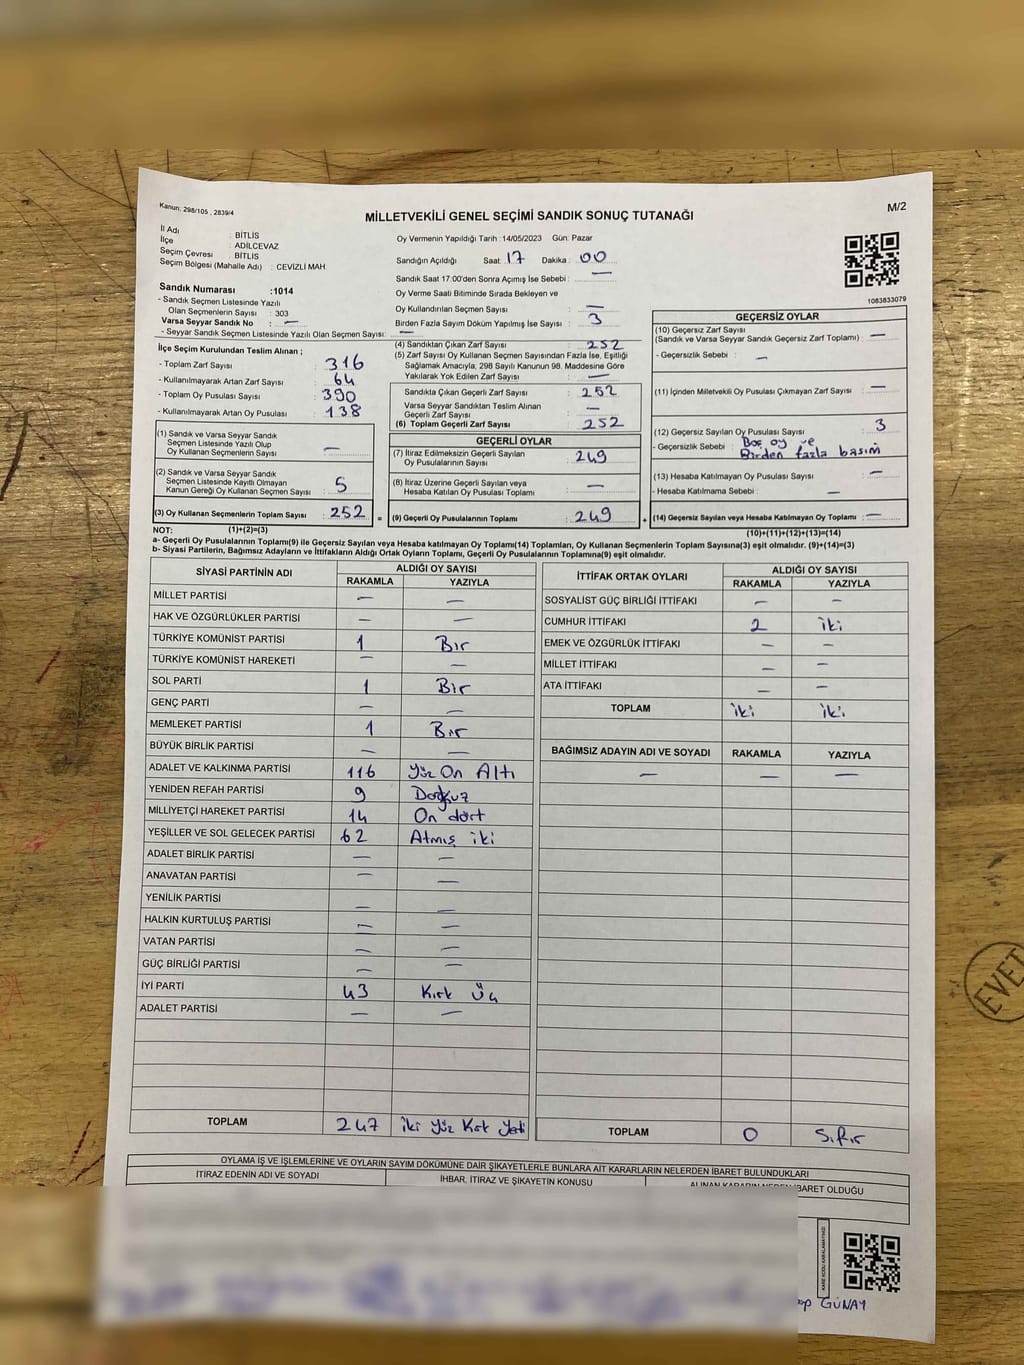 Kanun: 298/105 , 2839/4
M/2
MİLLETVEKİLİ GENEL SEÇİMİ SANDIK SONUÇ TUTANAĞI
İl Adı : BİTLİS
İlçe : ADİLCEVAZ
Seçim Çevresi : BİTLİS
Seçim Bölgesi (Mahalle Adı) : CEVİZLİ MAH.
Sandık Numarası :1014
- Sandık Seçmen Listesinde Yazılı
Olan Seçmenlerin Sayısı : 303
Varsa Seyyar Sandık No : —
- Seyyar Sandık Seçmen Listesinde Yazılı Olan Seçmen Sayısı: —
Oy Vermenin Yapıldığı Tarih :14/05/2023 Gün: Pazar
Sandığın Açıldığı Saat: 17 Dakika : 00
Sandık Saat 17:00'den Sonra Açımış İse Sebebi : —
Oy Verme Saati Bitiminde Sırada Bekleyen ve
Oy Kullandırılan Seçmen Sayısı : —
Birden Fazla Sayım Döküm Yapılmış İse Sayısı : 3
1083833079
İlçe Seçim Kurulundan Teslim Alınan ;
- Toplam Zarf Sayısı : 316
- Kullanılmayarak Artan Zarf Sayısı : 64
- Toplam Oy Pusulası Sayısı : 390
- Kullanılmayarak Artan Oy Pusulası : 138
(1) Sandık ve Varsa Seyyar Sandık
Seçmen Listesinde Yazılı Olup
Oy Kullanan Seçmenlerin Sayısı : —
(2) Sandık ve Varsa Seyyar Sandık
Seçmen Listesinde Kayıtlı Olmayan
Kanun Gereği Oy Kullanan Seçmen Sayısı : 5
(3) Oy Kullanan Seçmenlerin Toplam Sayısı : 252
(4) Sandıktan Çıkan Zarf Sayısı : 252
(5) Zarf Sayısı Oy Kullanan Seçmen Sayısından Fazla İse, Eşitliği
Sağlamak Amacıyla; 298 Sayılı Kanunun 98. Maddesine Göre
Yakılarak Yok Edilen Zarf Sayısı : —
Sandıkta Çıkan Geçerli Zarf Sayısı : 252
Varsa Seyyar Sandıktan Teslim Alınan
Geçerli Zarf Sayısı : —
(6) Toplam Geçerli Zarf Sayısı : 252
GEÇERLİ OYLAR
(7) İtiraz Edilmeksizin Geçerli Sayılan
Oy Pusulalarının Sayısı : 249
(8) İtiraz Üzerine Geçerli Sayılan veya
Hesaba Katılan Oy Pusulası Toplamı : —
= (9) Geçerli Oy Pusulalarının Toplamı : 249
GEÇERSİZ OYLAR
(10) Geçersiz Zarf Sayısı
(Sandık ve Varsa Seyyar Sandık Geçersiz Zarf Toplamı) : —
- Geçersizlik Sebebi : —
(11) İçinden Milletvekili Oy Pusulası Çıkmayan Zarf Sayısı : —
(12) Geçersiz Sayılan Oy Pusulası Sayısı : 3
- Geçersizlik Sebebi : Boş oy ve
Birden fazla basım
(13) Hesaba Katılmayan Oy Pusulası Sayısı : —
- Hesaba Katılmama Sebebi : —
+ (14) Geçersiz Sayılan veya Hesaba Katılmayan Oy Toplamı : —
NOT: (1)+(2)=(3)
(10)+(11)+(12)+(13)=(14)
a- Geçerli Oy Pusulalarının Toplamı(9) ile Geçersiz Sayılan veya Hesaba katılmayan Oy Toplamı(14) Toplamları, Oy Kullanan Seçmenlerin Toplam Sayısına(3) eşit olmalıdır. (9)+(14)=(3)
b- Siyasi Partilerin, Bağımsız Adayların ve İttifakların Aldığı Ortak Oyların Toplamı, Geçerli Oy Pusulalarının Toplamına(9) eşit olmalıdır.
SİYASİ PARTİNİN ADI ALDIĞI OY SAYISI
RAKAMLA YAZIYLA
MİLLET PARTİSİ — —
HAK VE ÖZGÜRLÜKLER PARTİSİ — —
TÜRKİYE KOMÜNİST PARTİSİ 1 Bir
TÜRKİYE KOMÜNİST HAREKETİ — —
SOL PARTİ 1 Bir
GENÇ PARTİ — —
MEMLEKET PARTİSİ 1 Bir
BÜYÜK BİRLİK PARTİSİ — —
ADALET VE KALKINMA PARTİSİ 116 Yüz On Altı
YENİDEN REFAH PARTİSİ 9 Dokuz
MİLLİYETÇİ HAREKET PARTİSİ 14 On dört
YEŞİLLER VE SOL GELECEK PARTİSİ 62 Atmış iki
ADALET BİRLİK PARTİSİ — —
ANAVATAN PARTİSİ — —
YENİLİK PARTİSİ — —
HALKIN KURTULUŞ PARTİSİ — —
VATAN PARTİSİ — —
GÜÇ BİRLİĞİ PARTİSİ — —
İYİ PARTİ 43 Kırk Üç
ADALET PARTİSİ — —
TOPLAM 247 iki Yüz Kırk Yedi
İTTİFAK ORTAK OYLARI ALDIĞI OY SAYISI
RAKAMLA YAZIYLA
SOSYALİST GÜÇ BİRLİĞİ İTTİFAKI — —
CUMHUR İTTİFAKI 2 iki
EMEK VE ÖZGÜRLÜK İTTİFAKI — —
MİLLET İTTİFAKI — —
ATA İTTİFAKI — —
TOPLAM iki iki
BAĞIMSIZ ADAYIN ADI VE SOYADI RAKAMLA YAZIYLA
— — —
TOPLAM 0 Sıfır
OYLAMA İŞ VE İŞLEMLERİNE VE OYLARIN SAYIM DÖKÜMÜNE DAİR ŞİKAYETLERLE BUNLARA AİT KARARLARIN NELERDEN İBARET BULUNDUKLARI
İTİRAZ EDENİN ADI VE SOYADI İHBAR, İTİRAZ VE ŞİKAYETİN KONUSU ALINAN KARARIN NEDEN İBARET OLDUĞU
GÜNAY
EVET